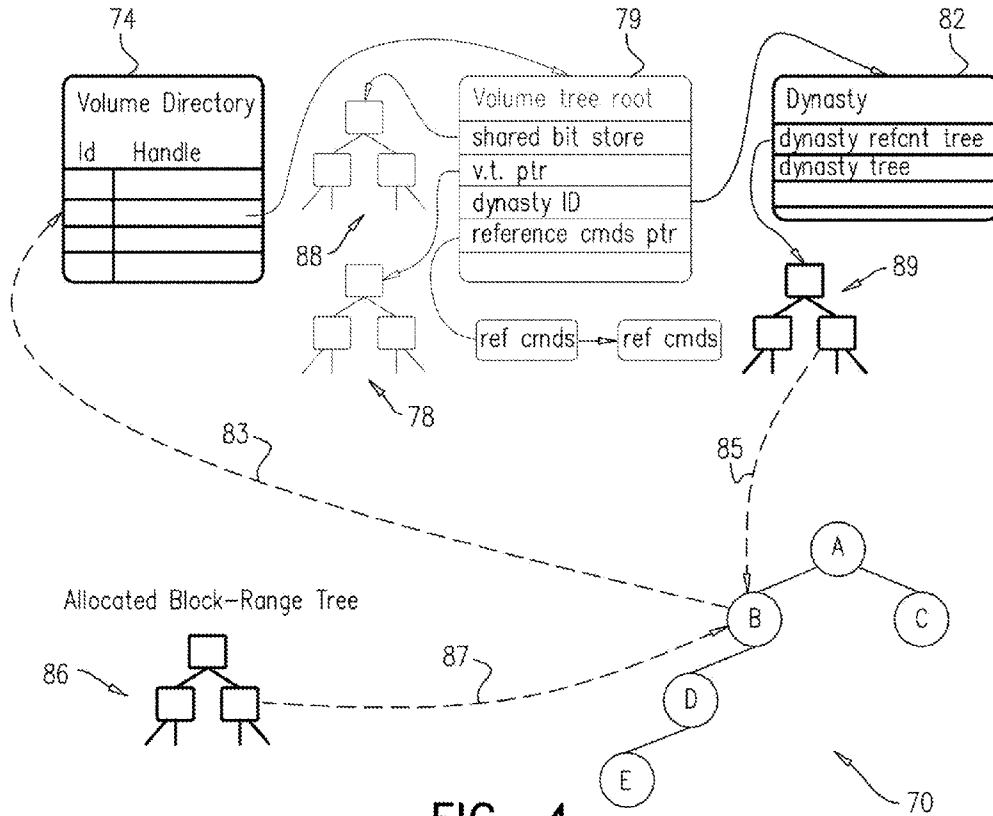 74
79
82
Volume Directory
Id Handle
Volume tree root
shared bit store
v.t. ptr
dynasty ID
reference cmds ptr
Dynasty
dynasty refcnt tree
dynasty tree
88
89
ref cmds
ref cmds
78
83
85
A
B
C
Allocated Block-Range Tree
86
87
D
E
70
FIG. 4